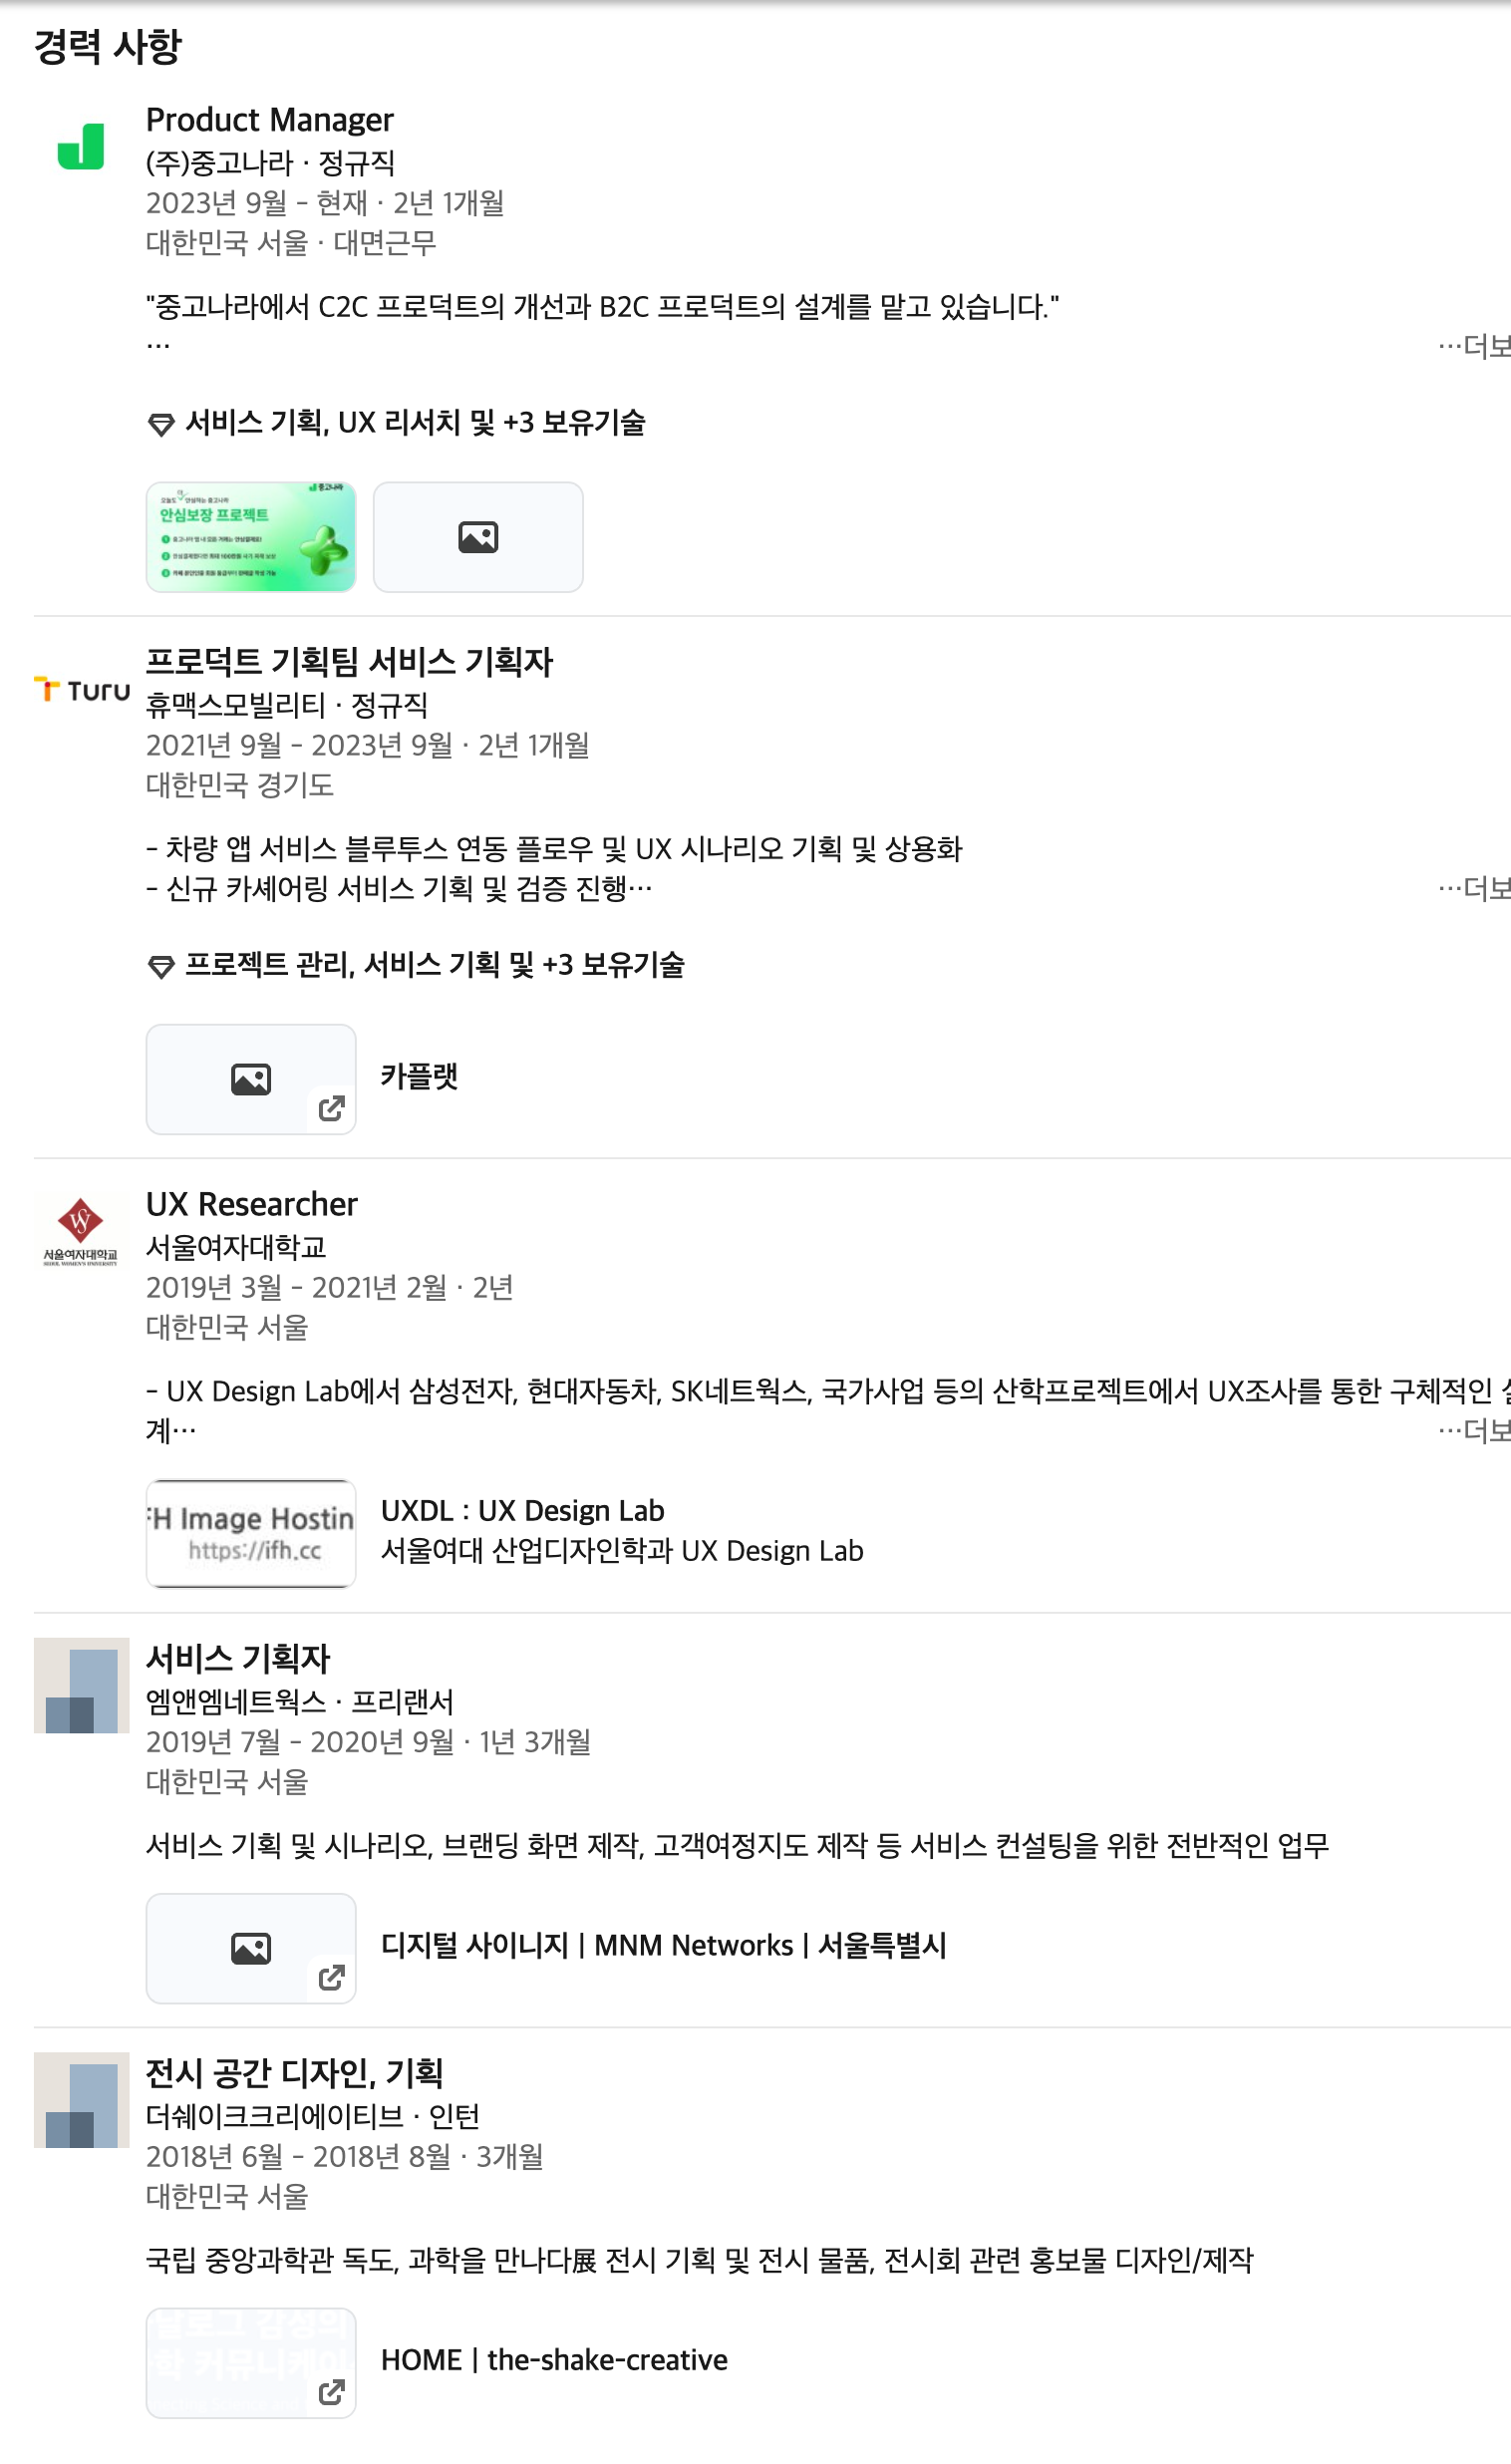 경력 사항
Product Manager
(주)중고나라 · 정규직
2023년 9월 - 현재 · 2년 1개월
대한민국 서울 · 대면근무
"중고나라에서 C2C 프로덕트의 개선과 B2C 프로덕트의 설계를 맡고 있습니다."
…
…더보
서비스 기획, UX 리서치 및 +3 보유기술
중고나라
오늘도 안심하는 중고나라
안심보장 프로젝트
프로덕트 기획팀 서비스 기획자
Turu
휴맥스모빌리티 · 정규직
2021년 9월 - 2023년 9월 · 2년 1개월
대한민국 경기도
- 차량 앱 서비스 블루투스 연동 플로우 및 UX 시나리오 기획 및 상용화
- 신규 카셰어링 서비스 기획 및 검증 진행…
…더보
프로젝트 관리, 서비스 기획 및 +3 보유기술
카플랫
UX Researcher
서울여자대학교
SEOUL WOMEN'S UNIVERSITY
서울여자대학교
2019년 3월 - 2021년 2월 · 2년
대한민국 서울
- UX Design Lab에서 삼성전자, 현대자동차, SK네트웍스, 국가사업 등의 산학프로젝트에서 UX조사를 통한 구체적인
계…
…더보
FH Image Hostin
https://ifh.cc
UXDL : UX Design Lab
서울여대 산업디자인학과 UX Design Lab
서비스 기획자
엠앤엠네트웍스 · 프리랜서
2019년 7월 - 2020년 9월 · 1년 3개월
대한민국 서울
서비스 기획 및 시나리오, 브랜딩 화면 제작, 고객여정지도 제작 등 서비스 컨설팅을 위한 전반적인 업무
디지털 사이니지 | MNM Networks | 서울특별시
전시 공간 디자인, 기획
더쉐이크크리에이티브 · 인턴
2018년 6월 - 2018년 8월 · 3개월
대한민국 서울
국립 중앙과학관 독도, 과학을 만나다展 전시 기획 및 전시 물품, 전시회 관련 홍보물 디자인/제작
HOME | the-shake-creative